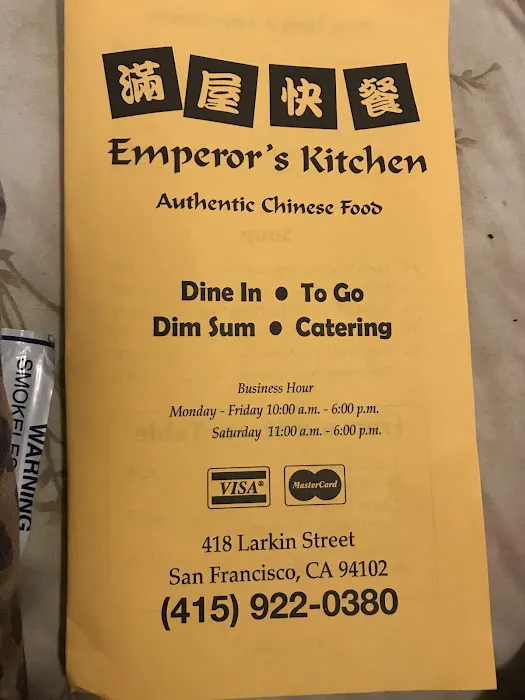 滿屋快餐
Emperor's Kitchen
Authentic Chinese Food
Dine In ● To Go
Dim Sum ● Catering
Business Hour
Monday - Friday 10:00 a.m. - 6:00 p.m.
Saturday 11:00 a.m. - 6:00 p.m.
VISA® MasterCard
418 Larkin Street
San Francisco, CA 94102
(415) 922-0380
WARNING